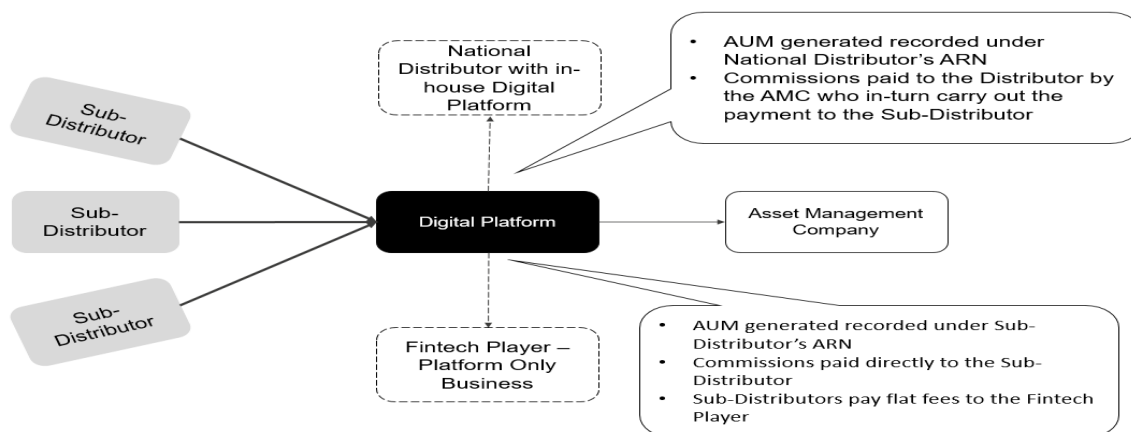 National
Distributor with in-
house Digital
Platform
• AUM generated recorded under
National Distributor's ARN
• Commissions paid to the Distributor by
the AMC who in-turn carry out the
payment to the Sub-Distributor
Sub-
Distributor
Sub-
Distributor
Sub-
Distributor
Digital Platform
Asset Management
Company
Fintech Player –
Platform Only
Business
• AUM generated recorded under Sub-
Distributor's ARN
• Commissions paid directly to the Sub-
Distributor
• Sub-Distributors pay flat fees to the Fintech
Player